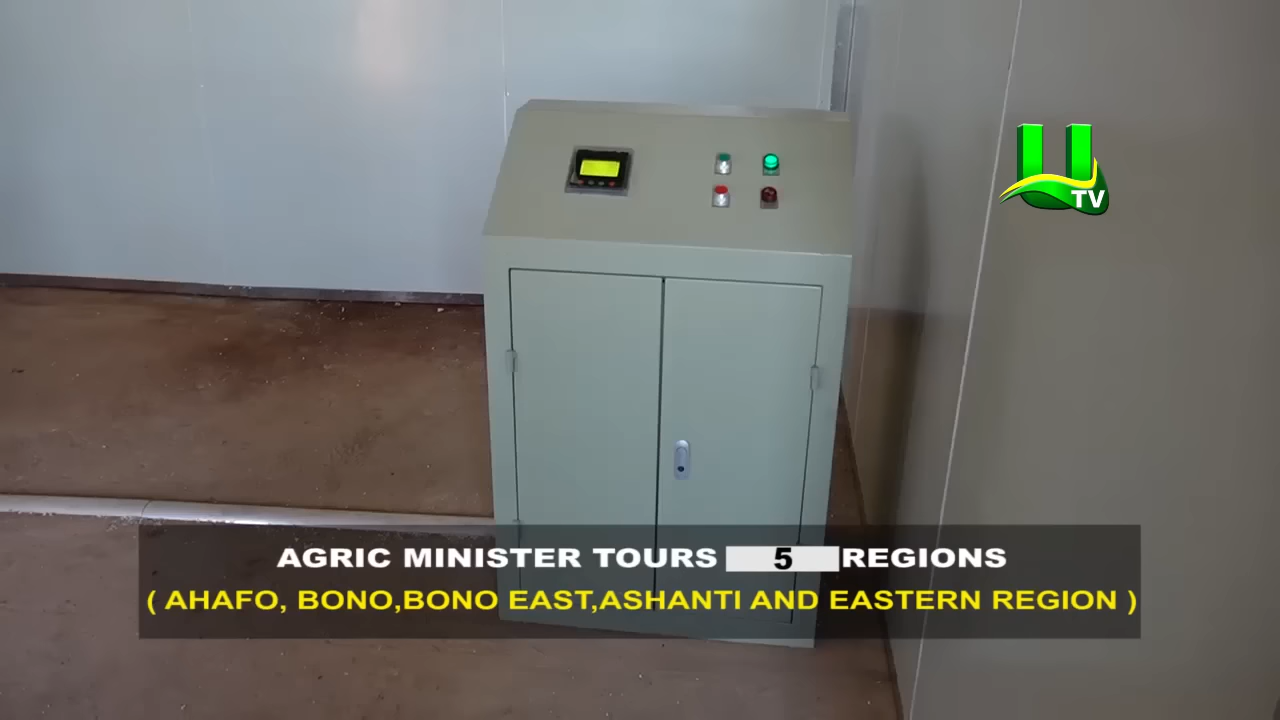 U
TV
AGRIC MINISTER TOURS 5 REGIONS
( AHAFO, BONO,BONO EAST,ASHANTI AND EASTERN REGION )